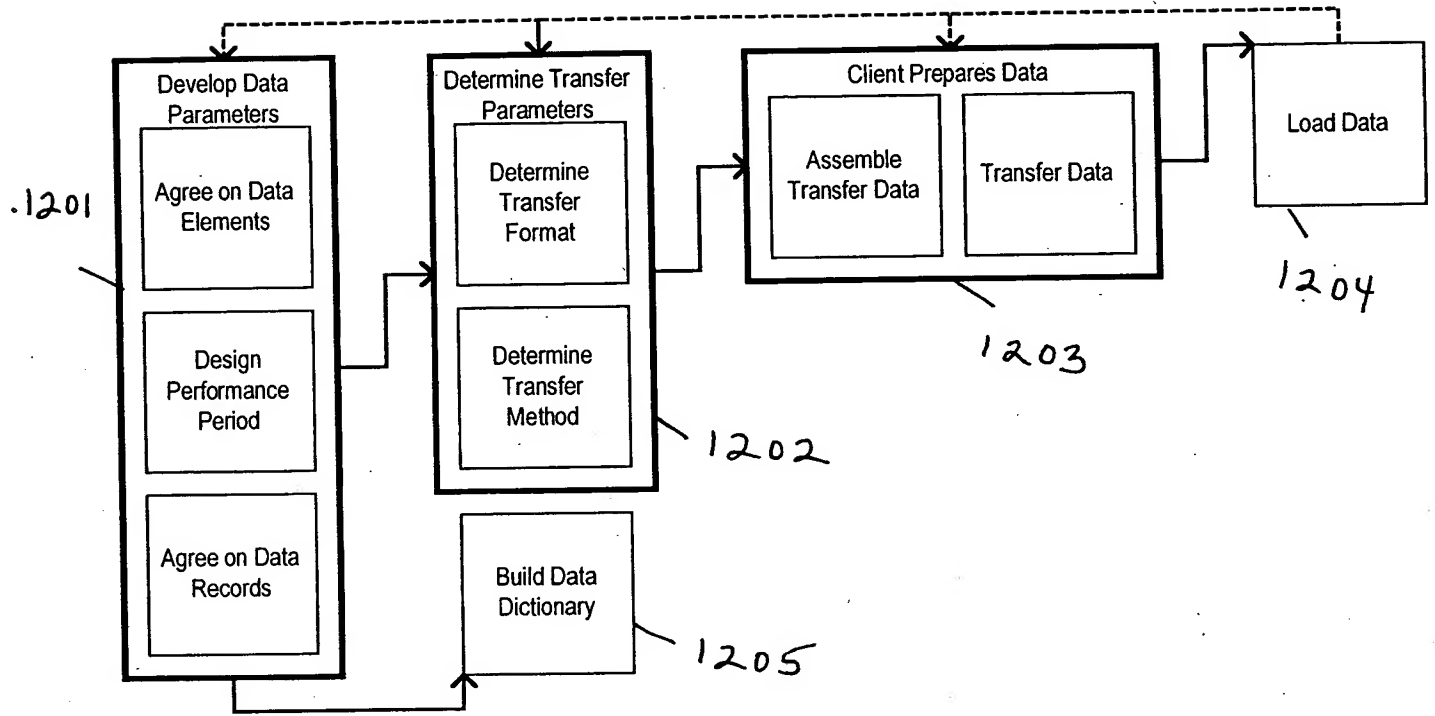 Develop Data
Parameters
Agree on Data
Elements
Design
Performance
Period
Agree on Data
Records
.1201
Determine Transfer
Parameters
Determine
Transfer
Format
Determine
Transfer
Method
1202
Build Data
Dictionary
1205
Client Prepares Data
Assemble
Transfer Data
Transfer Data
1203
Load Data
1204